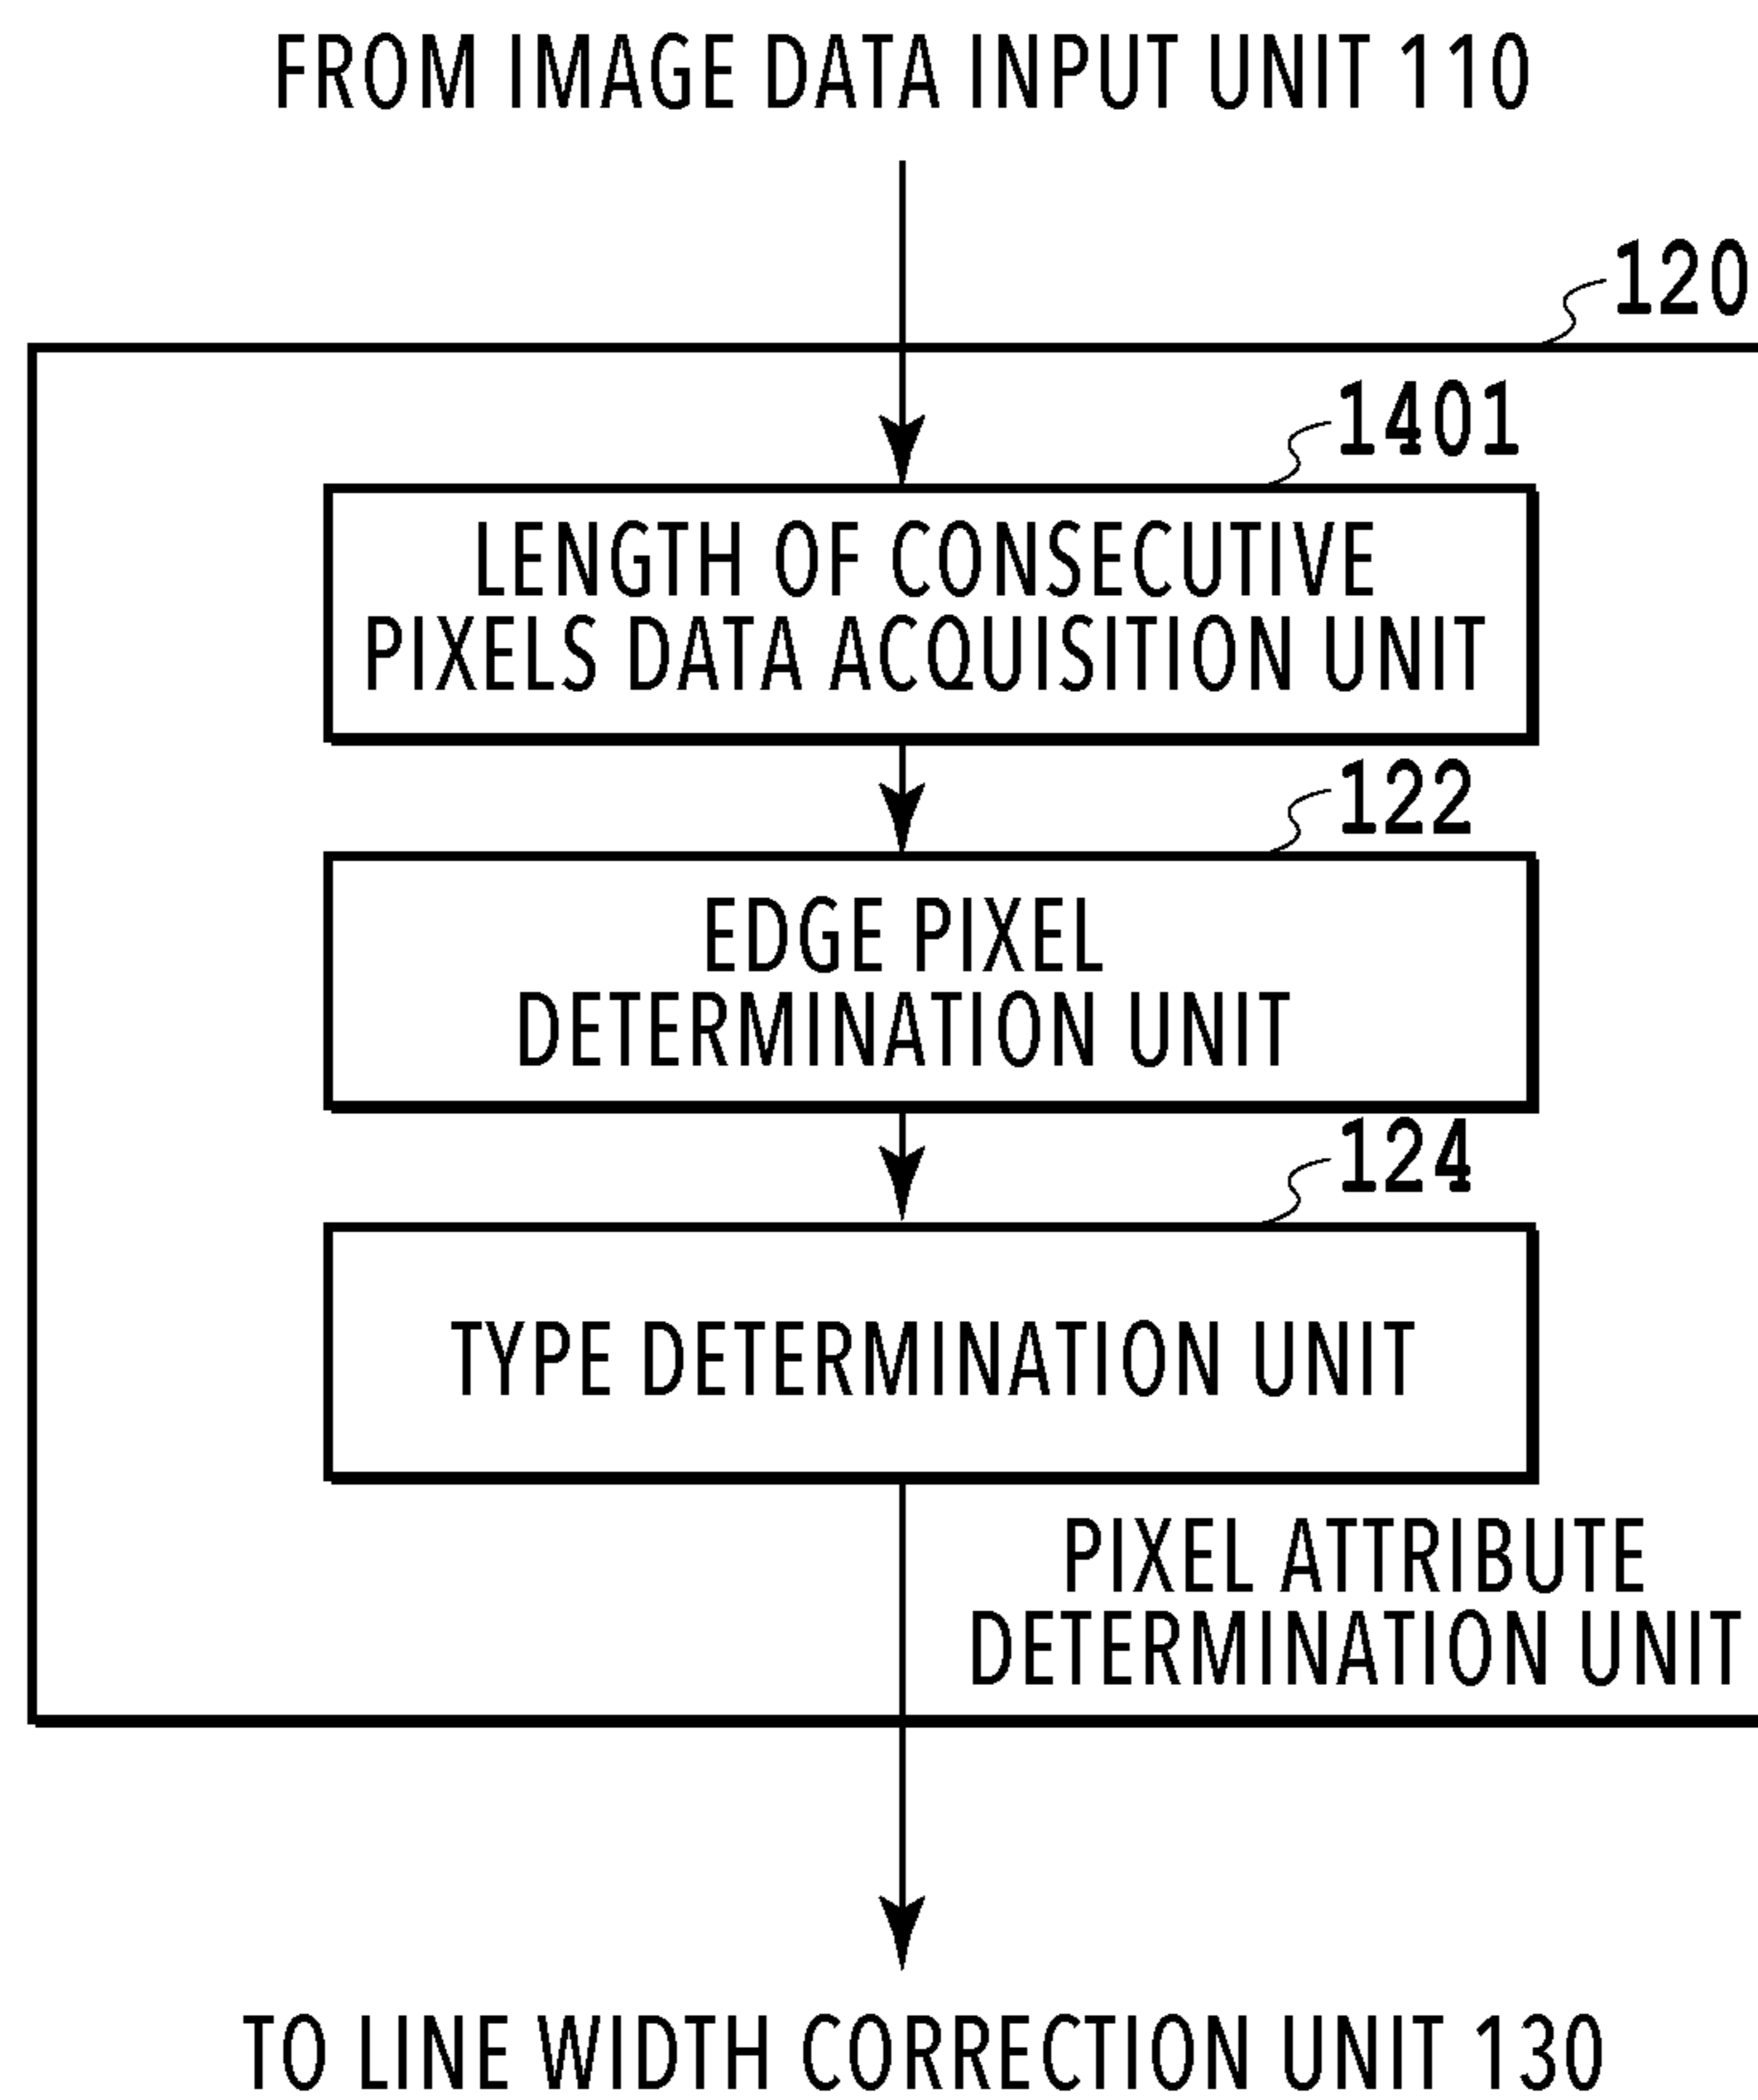 FROM IMAGE DATA INPUT UNIT 110
120
1401
LENGTH OF CONSECUTIVE
PIXELS DATA ACQUISITION UNIT
122
EDGE PIXEL
DETERMINATION UNIT
124
TYPE DETERMINATION UNIT
PIXEL ATTRIBUTE
DETERMINATION UNIT
TO LINE WIDTH CORRECTION UNIT 130